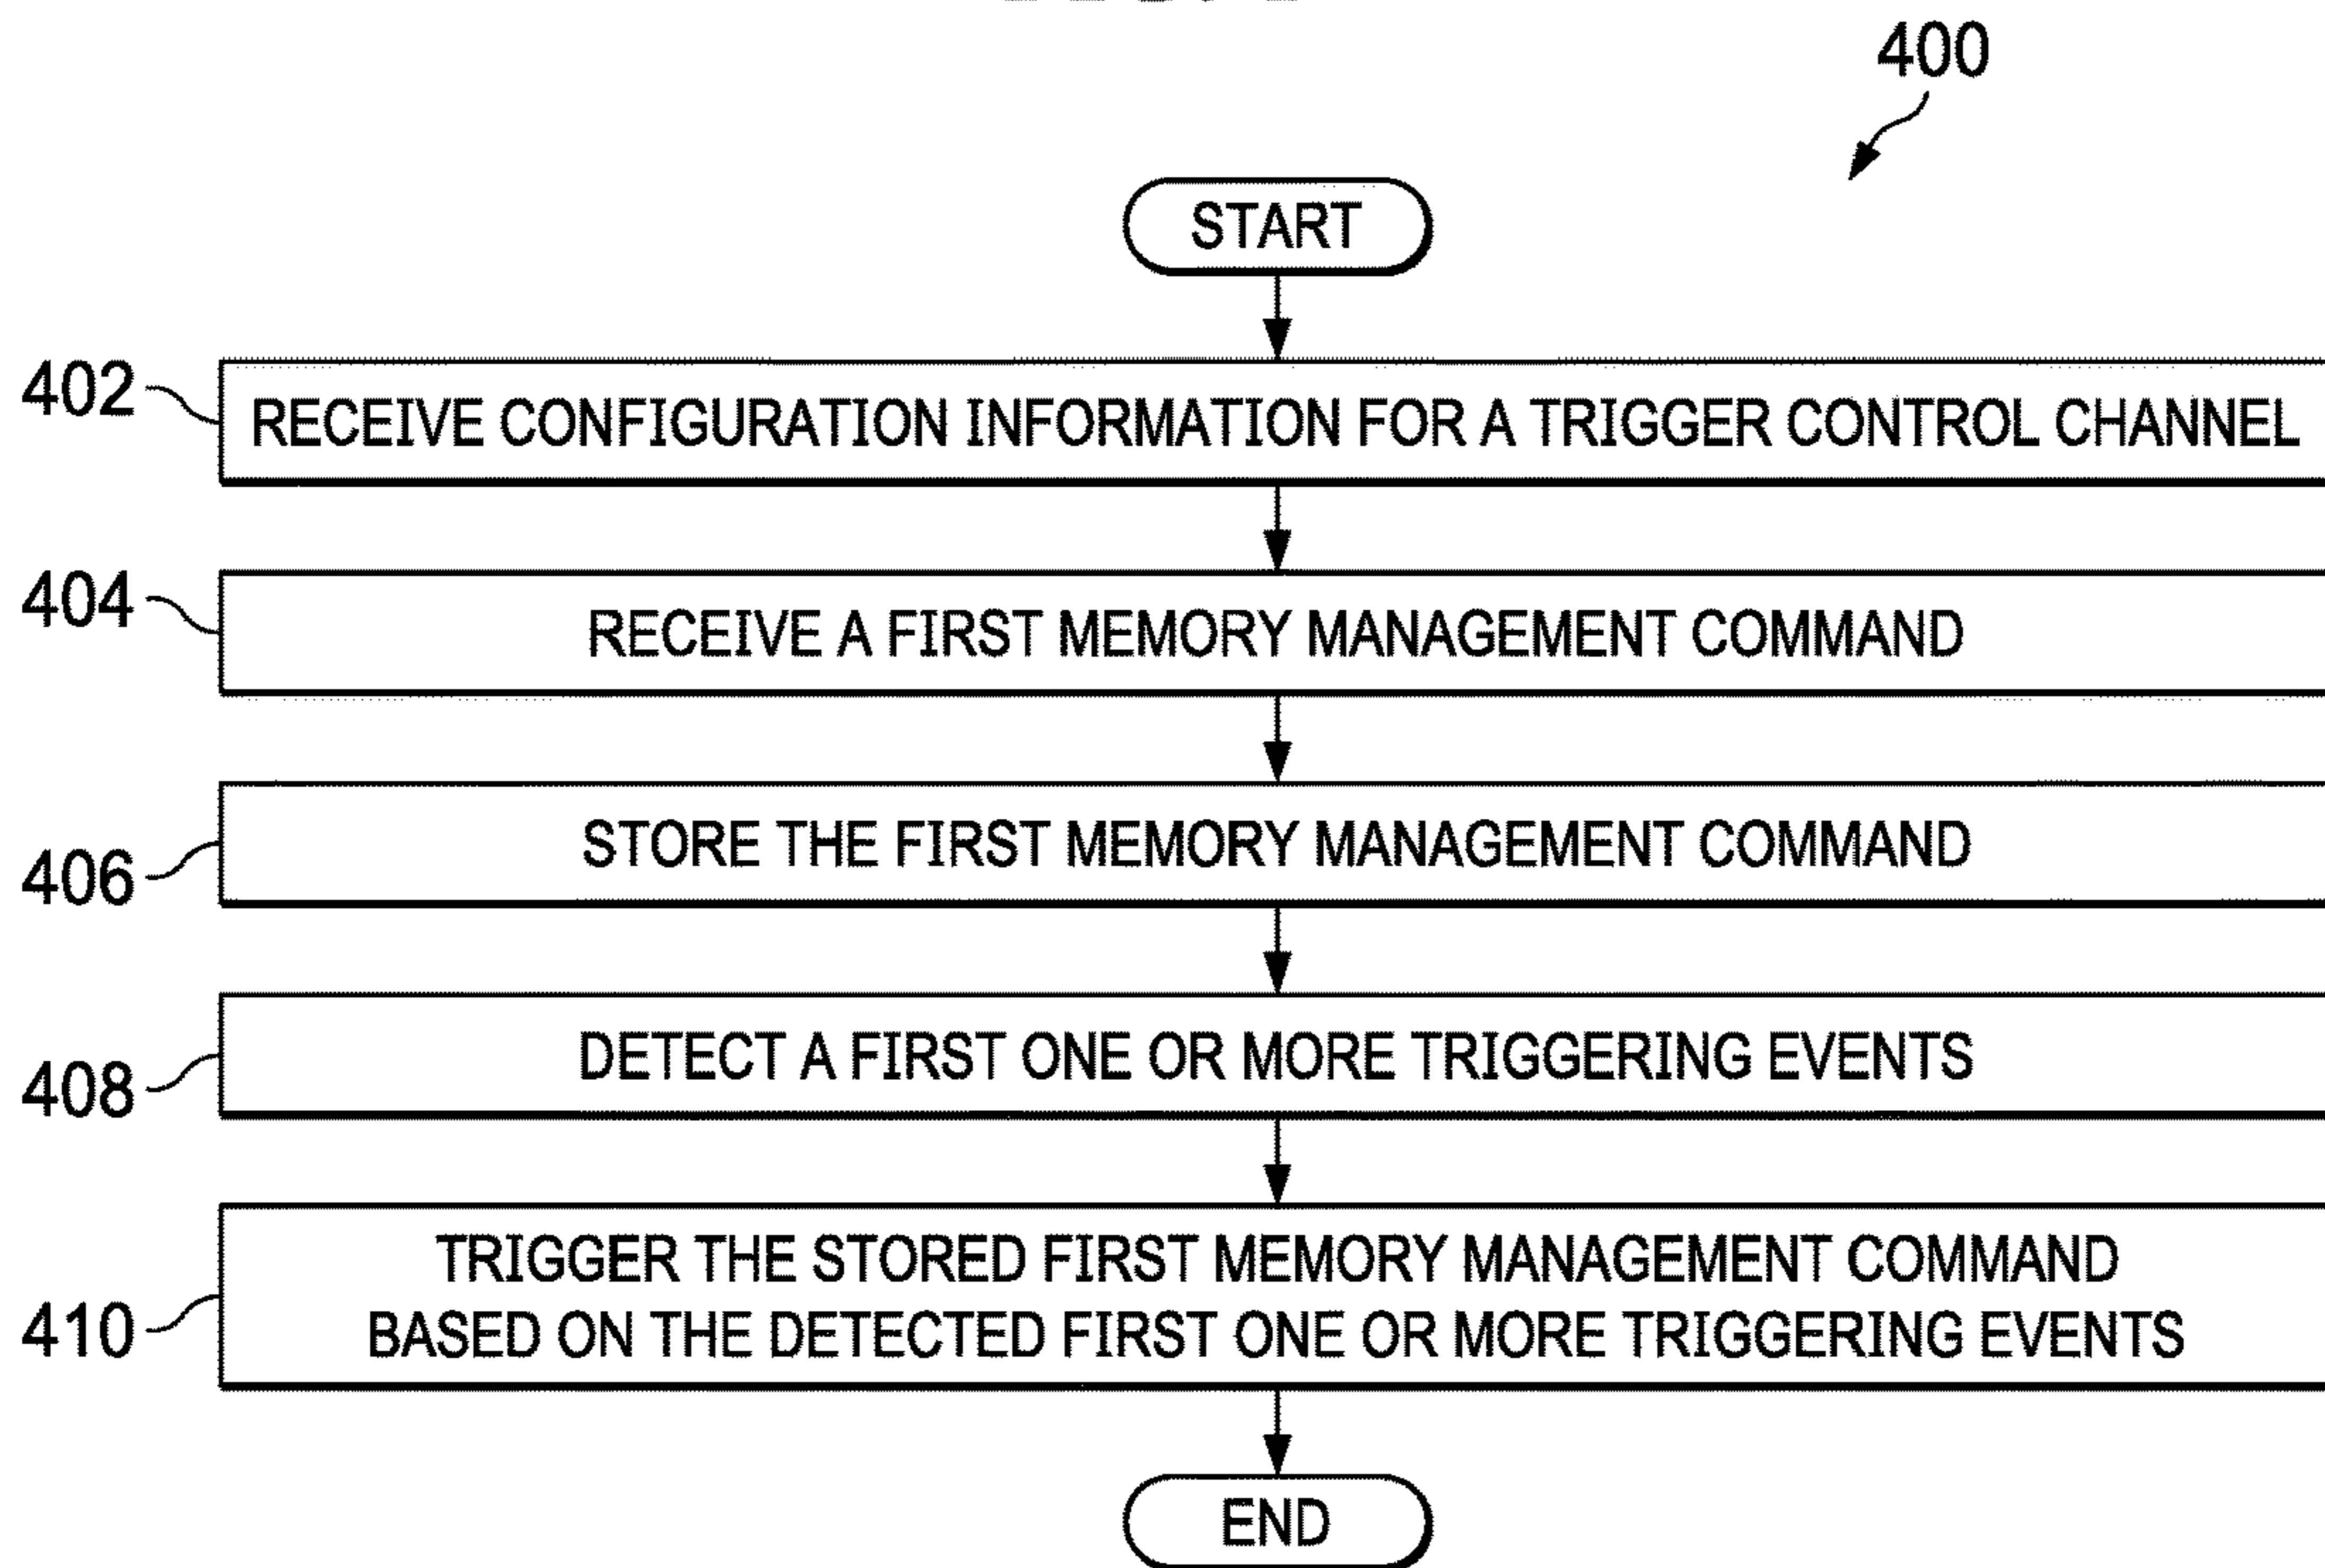 400
START
402
RECEIVE CONFIGURATION INFORMATION FOR A TRIGGER CONTROL CHANNEL
404
RECEIVE A FIRST MEMORY MANAGEMENT COMMAND
406
STORE THE FIRST MEMORY MANAGEMENT COMMAND
408
DETECT A FIRST ONE OR MORE TRIGGERING EVENTS
410
TRIGGER THE STORED FIRST MEMORY MANAGEMENT COMMAND
BASED ON THE DETECTED FIRST ONE OR MORE TRIGGERING EVENTS
END